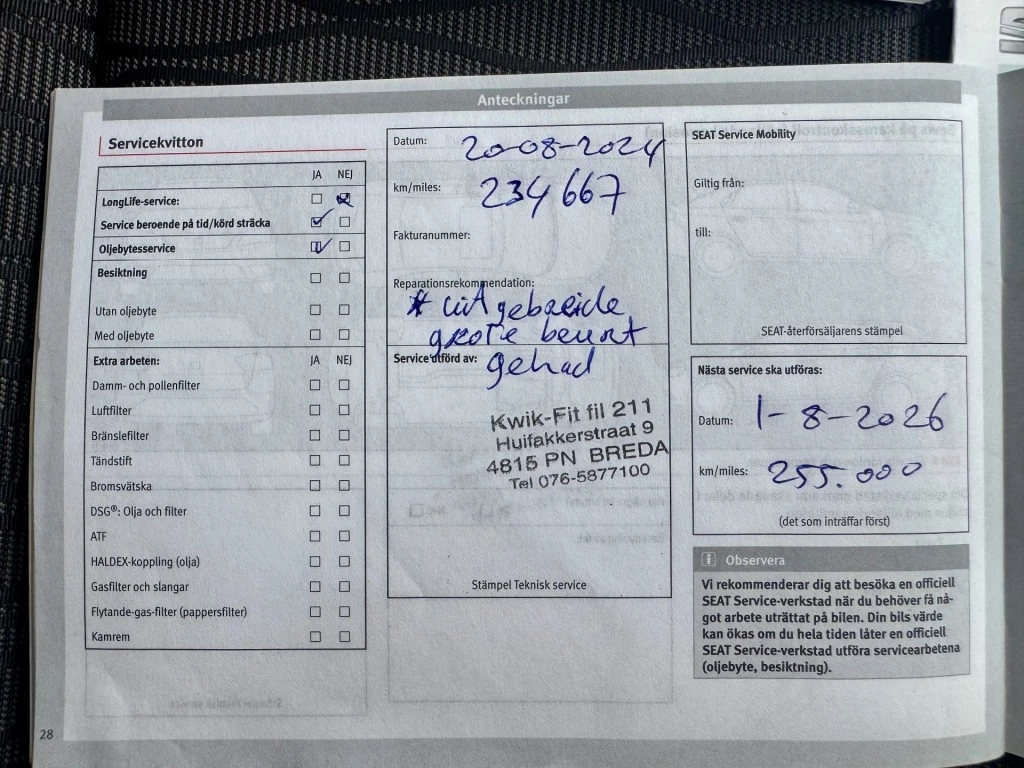 Anteckningar
Servicekvitton
JA NEJ
LongLife-service:
Service beroende på tid/körd sträcka
Oljebytesservice
Besiktning
Utan oljebyte
Med oljebyte
Extra arbeten: JA NEJ
Damm- och pollenfilter
Luftfilter
Bränslefilter
Tändstift
Bromsvätska
DSG®: Olja och filter
ATF
HALDEX-koppling (olja)
Gasfilter och slangar
Flytande-gas-filter (pappersfilter)
Kamrem
Datum: 20-08-2024
km/miles: 234 667
Fakturanummer:
Reparationsrekommendation:
* uitgebreide
grote beurt
Service utförd av: gehad
Kwik-Fit fil 211
Huifakkerstraat 9
4815 PN BREDA
Tel 076-5877100
Stämpel Teknisk service
SEAT Service Mobility
Giltig från:
till:
SEAT-återförsäljarens stämpel
Nästa service ska utföras:
Datum: 1-8-2026
km/miles: 255.000
(det som inträffar först)
Observera
Vi rekommenderar dig att besöka en officiell
SEAT Service-verkstad när du behöver få nå-
got arbete uträttat på bilen. Din bils värde
kan ökas om du hela tiden låter en officiell
SEAT Service-verkstad utföra servicearbetena
(oljebyte, besiktning).
28